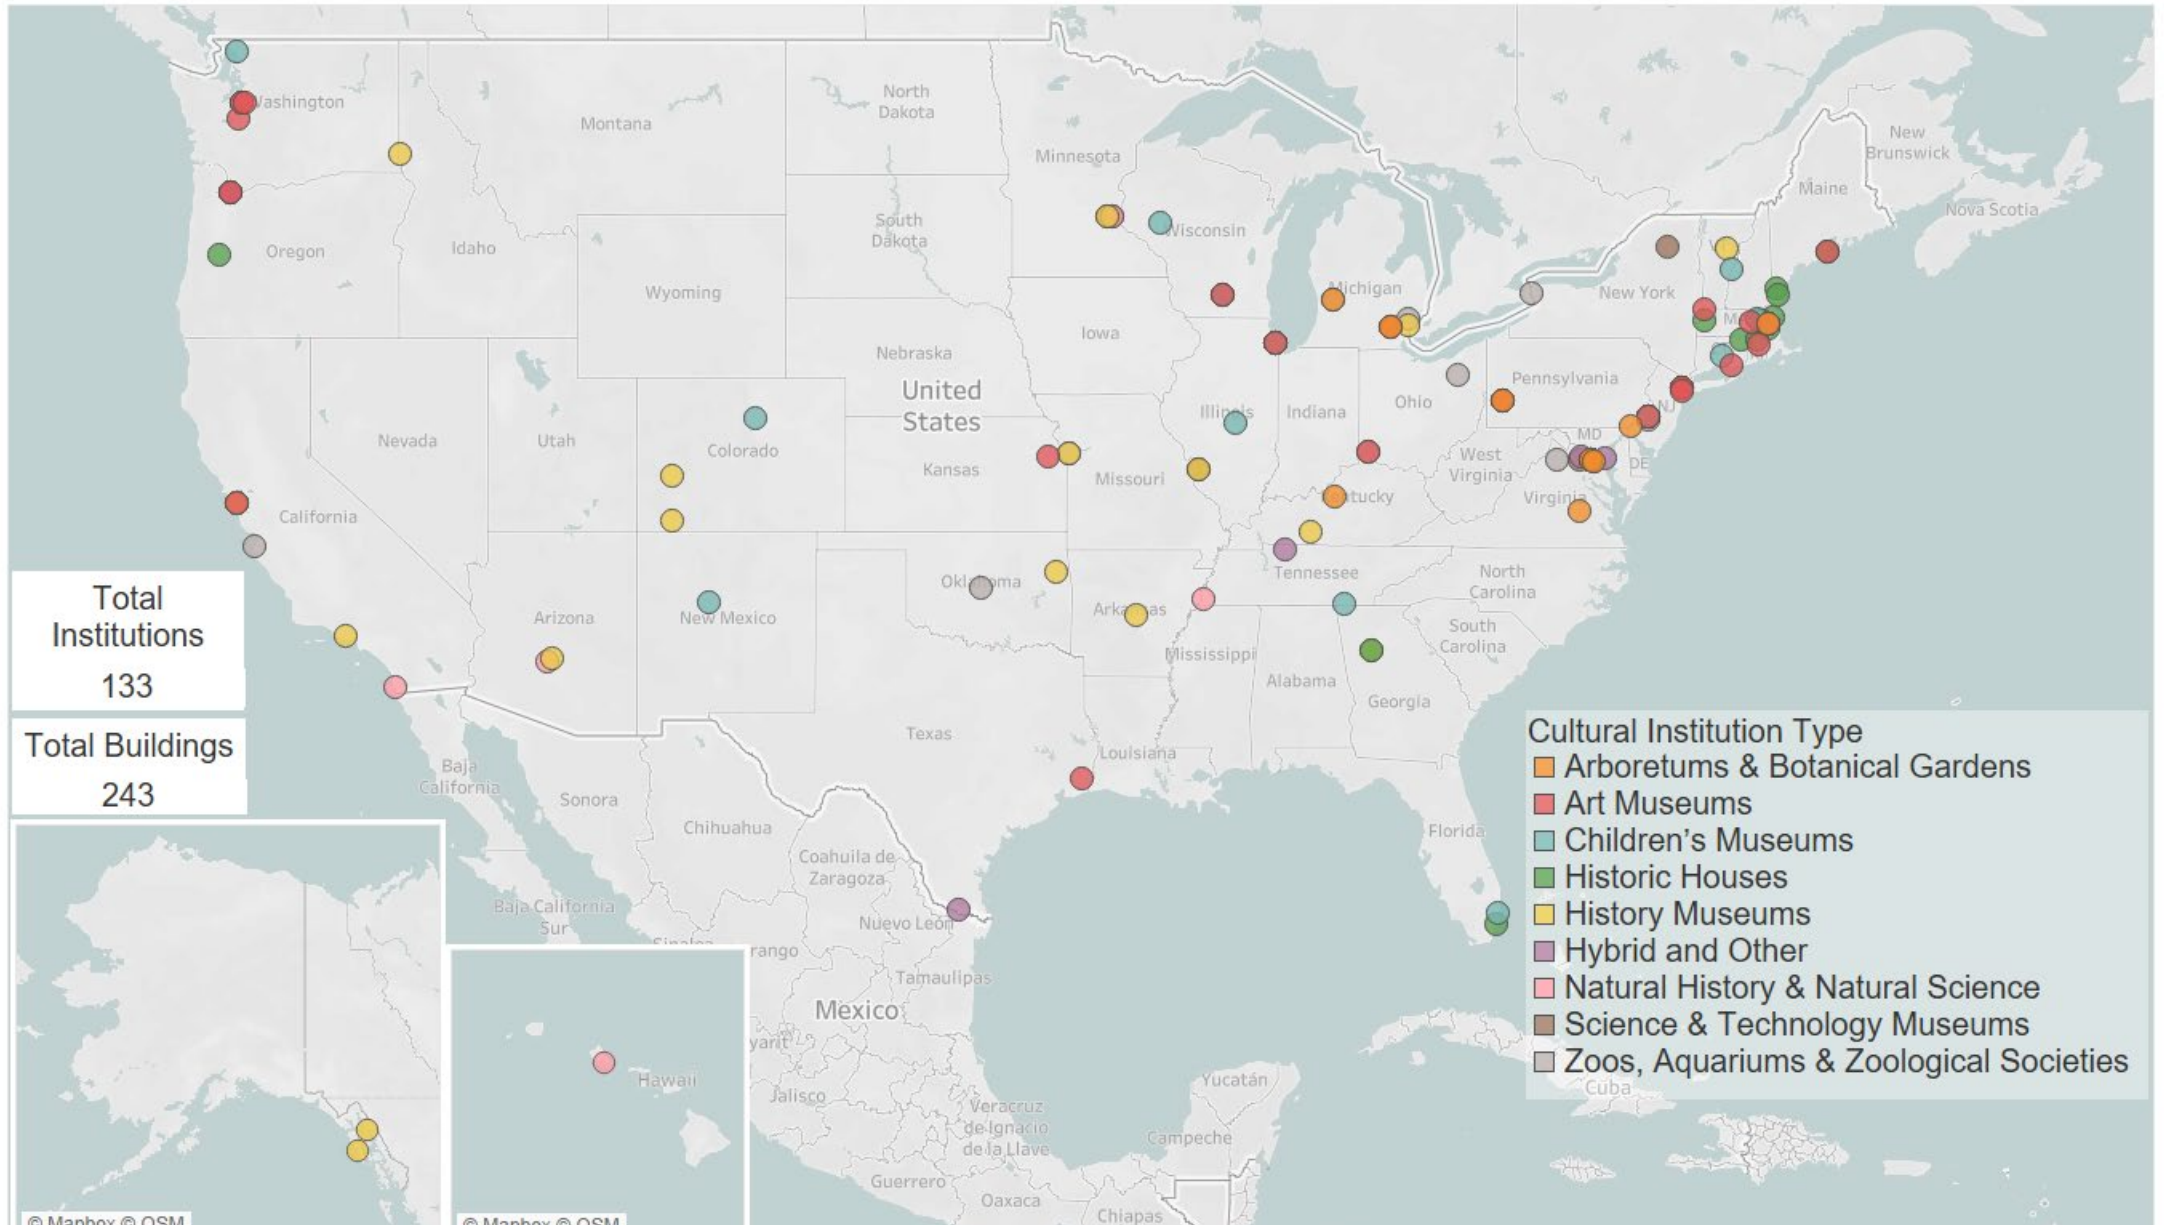 Washington
Montana
North
Dakota
Minnesota
New
Brunswick
Maine
Nova Scotia
South
Dakota
Wisconsin
Oregon
Idaho
Wyoming
Michigan
New York
Iowa
Nebraska
United
States
Pennsylvania
Illinois
Indiana
Ohio
NJ
Nevada
Utah
Colorado
MD
Kansas
Missouri
West
Virginia
DE
Virginia
California
Total
Institutions
133
Oklahoma
Tennessee
North
Carolina
Arizona
New Mexico
South
Carolina
Mississippi
Alabama
Georgia
Total Buildings
243
Texas
Louisiana
Baja
California
Sonora
Chihuahua
Florida
Coahuila de
Zaragoza
Baja California
Sur
Nuevo León
Tamaulipas
Mexico
Hawaii
Jalisco
Yucatán
Veracruz
de Ignacio
de la Llave
Campeche
Guerrero
Oaxaca
Chiapas
Cuba
Cultural Institution Type
Arboretums & Botanical Gardens
Art Museums
Children’s Museums
Historic Houses
History Museums
Hybrid and Other
Natural History & Natural Science
Science & Technology Museums
Zoos, Aquariums & Zoological Societies
© Mapbox © OSM
© Mapbox © OSM